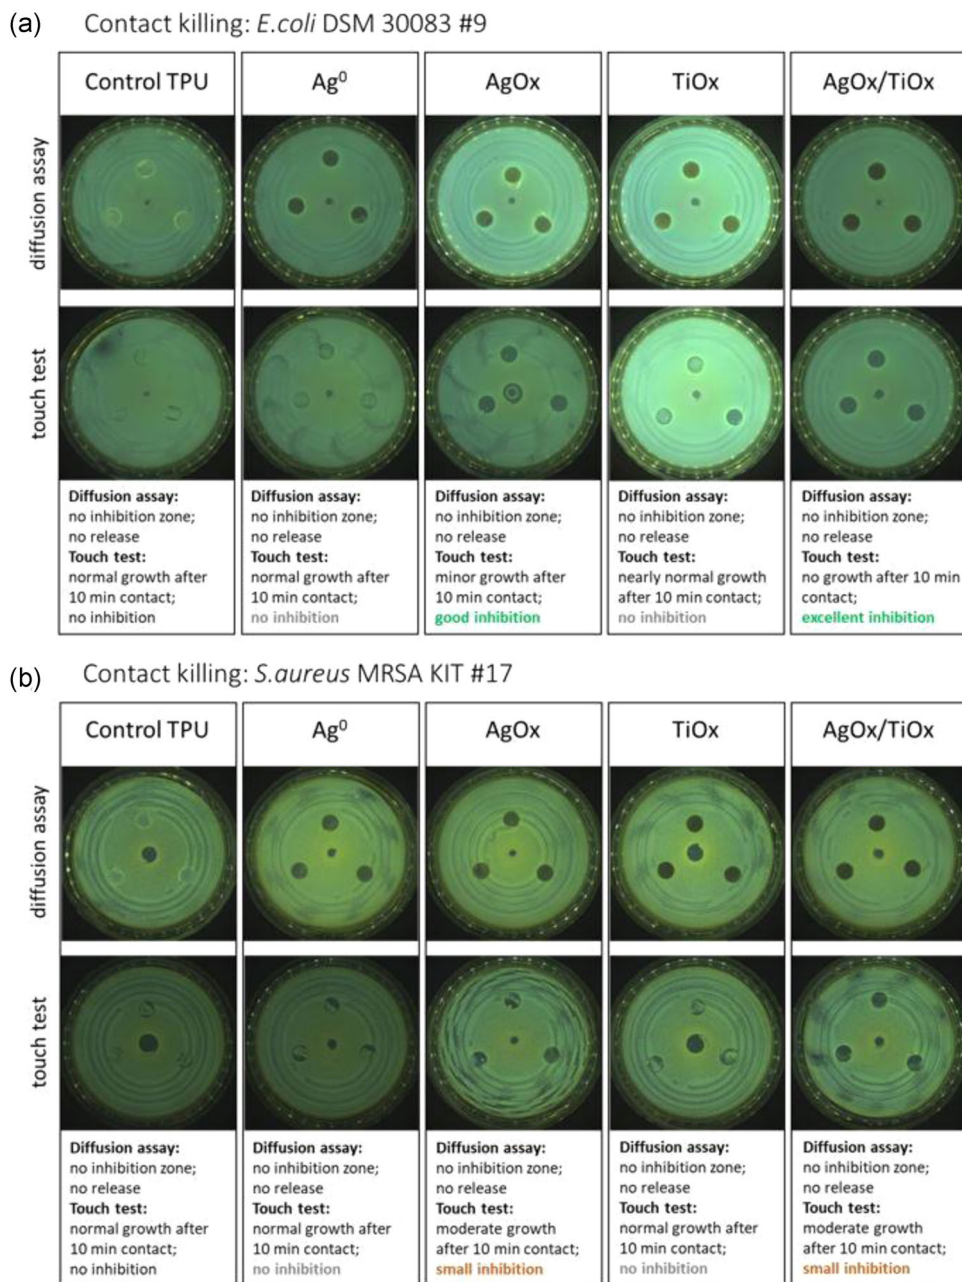 (a) Contact killing: E.coli DSM 30083 #9
Control TPU
Ag⁰
AgOx
TiOx
AgOx/TiOx
diffusion assay
touch test
Diffusion assay:
no inhibition zone;
no release
Touch test:
normal growth after
10 min contact;
no inhibition
Diffusion assay:
no inhibition zone;
no release
Touch test:
normal growth after
10 min contact;
no inhibition
Diffusion assay:
no inhibition zone;
no release
Touch test:
minor growth after
10 min contact;
good inhibition
Diffusion assay:
no inhibition zone;
no release
Touch test:
nearly normal growth
after 10 min contact;
no inhibition
Diffusion assay:
no inhibition zone;
no release
Touch test:
no growth after 10 min
contact;
excellent inhibition
(b) Contact killing: S.aureus MRSA KIT #17
Control TPU
Ag⁰
AgOx
TiOx
AgOx/TiOx
diffusion assay
touch test
Diffusion assay:
no inhibition zone;
no release
Touch test:
normal growth after
10 min contact;
no inhibition
Diffusion assay:
no inhibition zone;
no release
Touch test:
normal growth after
10 min contact;
no inhibition
Diffusion assay:
no inhibition zone;
no release
Touch test:
moderate growth
after 10 min contact;
small inhibition
Diffusion assay:
no inhibition zone;
no release
Touch test:
normal growth after
10 min contact;
no inhibition
Diffusion assay:
no inhibition zone;
no release
Touch test:
moderate growth
after 10 min contact;
small inhibition